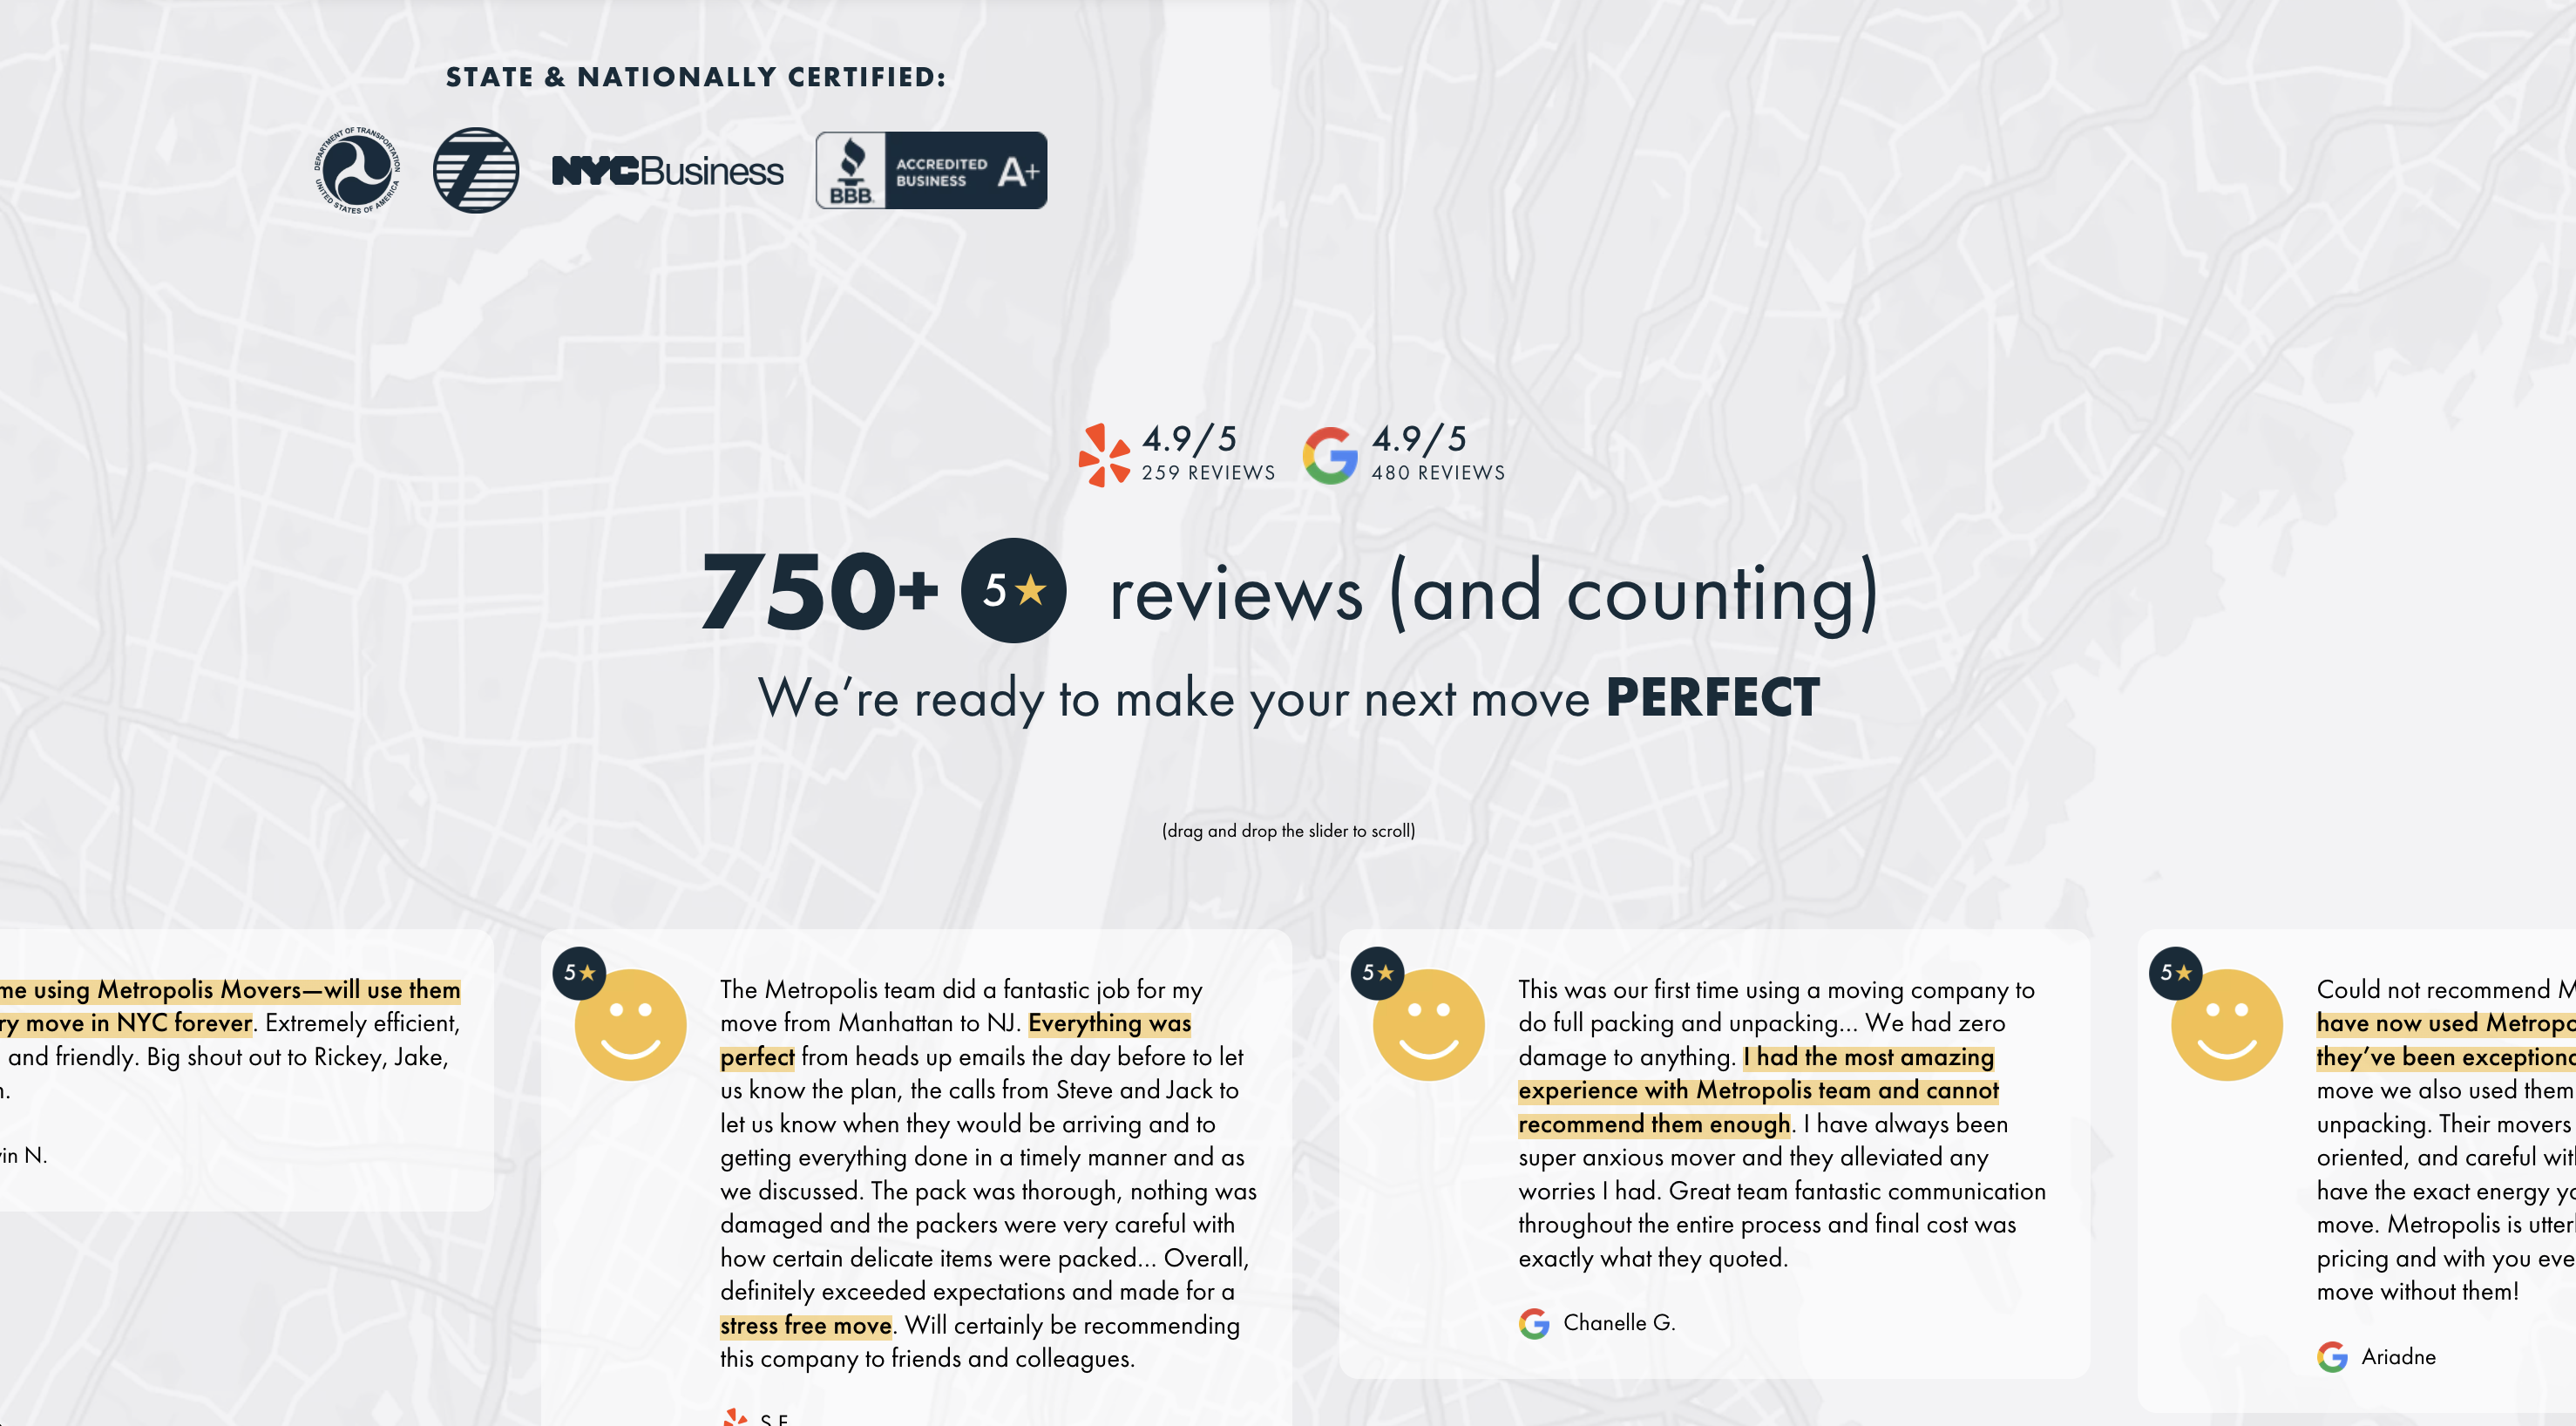 STATE & NATIONALLY CERTIFIED:
DEPARTMENT OF TRANSPORTATION
UNITED STATES OF AMERICA
T
NYCBusiness
BBB.
ACCREDITED
BUSINESS
A+
4.9/5
259 REVIEWS
4.9/5
480 REVIEWS
750+ 5★ reviews (and counting)
We’re ready to make your next move PERFECT
(drag and drop the slider to scroll)
me using Metropolis Movers—will use them
ry move in NYC forever. Extremely efficient,
and friendly. Big shout out to Rickey, Jake,
in N.
5★
The Metropolis team did a fantastic job for my
move from Manhattan to NJ. Everything was
perfect from heads up emails the day before to let
us know the plan, the calls from Steve and Jack to
let us know when they would be arriving and to
getting everything done in a timely manner and as
we discussed. The pack was thorough, nothing was
damaged and the packers were very careful with
how certain delicate items were packed... Overall,
definitely exceeded expectations and made for a
stress free move. Will certainly be recommending
this company to friends and colleagues.
5★
This was our first time using a moving company to
do full packing and unpacking... We had zero
damage to anything. I had the most amazing
experience with Metropolis team and cannot
recommend them enough. I have always been
super anxious mover and they alleviated any
worries I had. Great team fantastic communication
throughout the entire process and final cost was
exactly what they quoted.
Chanelle G.
5★
Could not recommend M
have now used Metropo
they’ve been exceptiona
move we also used them
unpacking. Their movers
oriented, and careful wit
have the exact energy yo
move. Metropolis is utterl
pricing and with you eve
move without them!
Ariadne